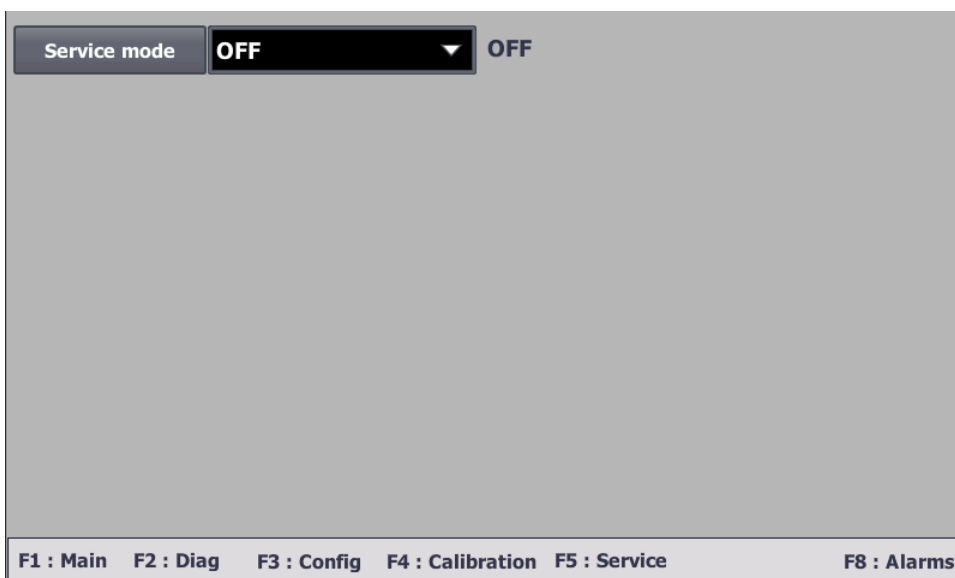 Service mode OFF OFF
F1 : Main F2 : Diag F3 : Config F4 : Calibration F5 : Service F8 : Alarms